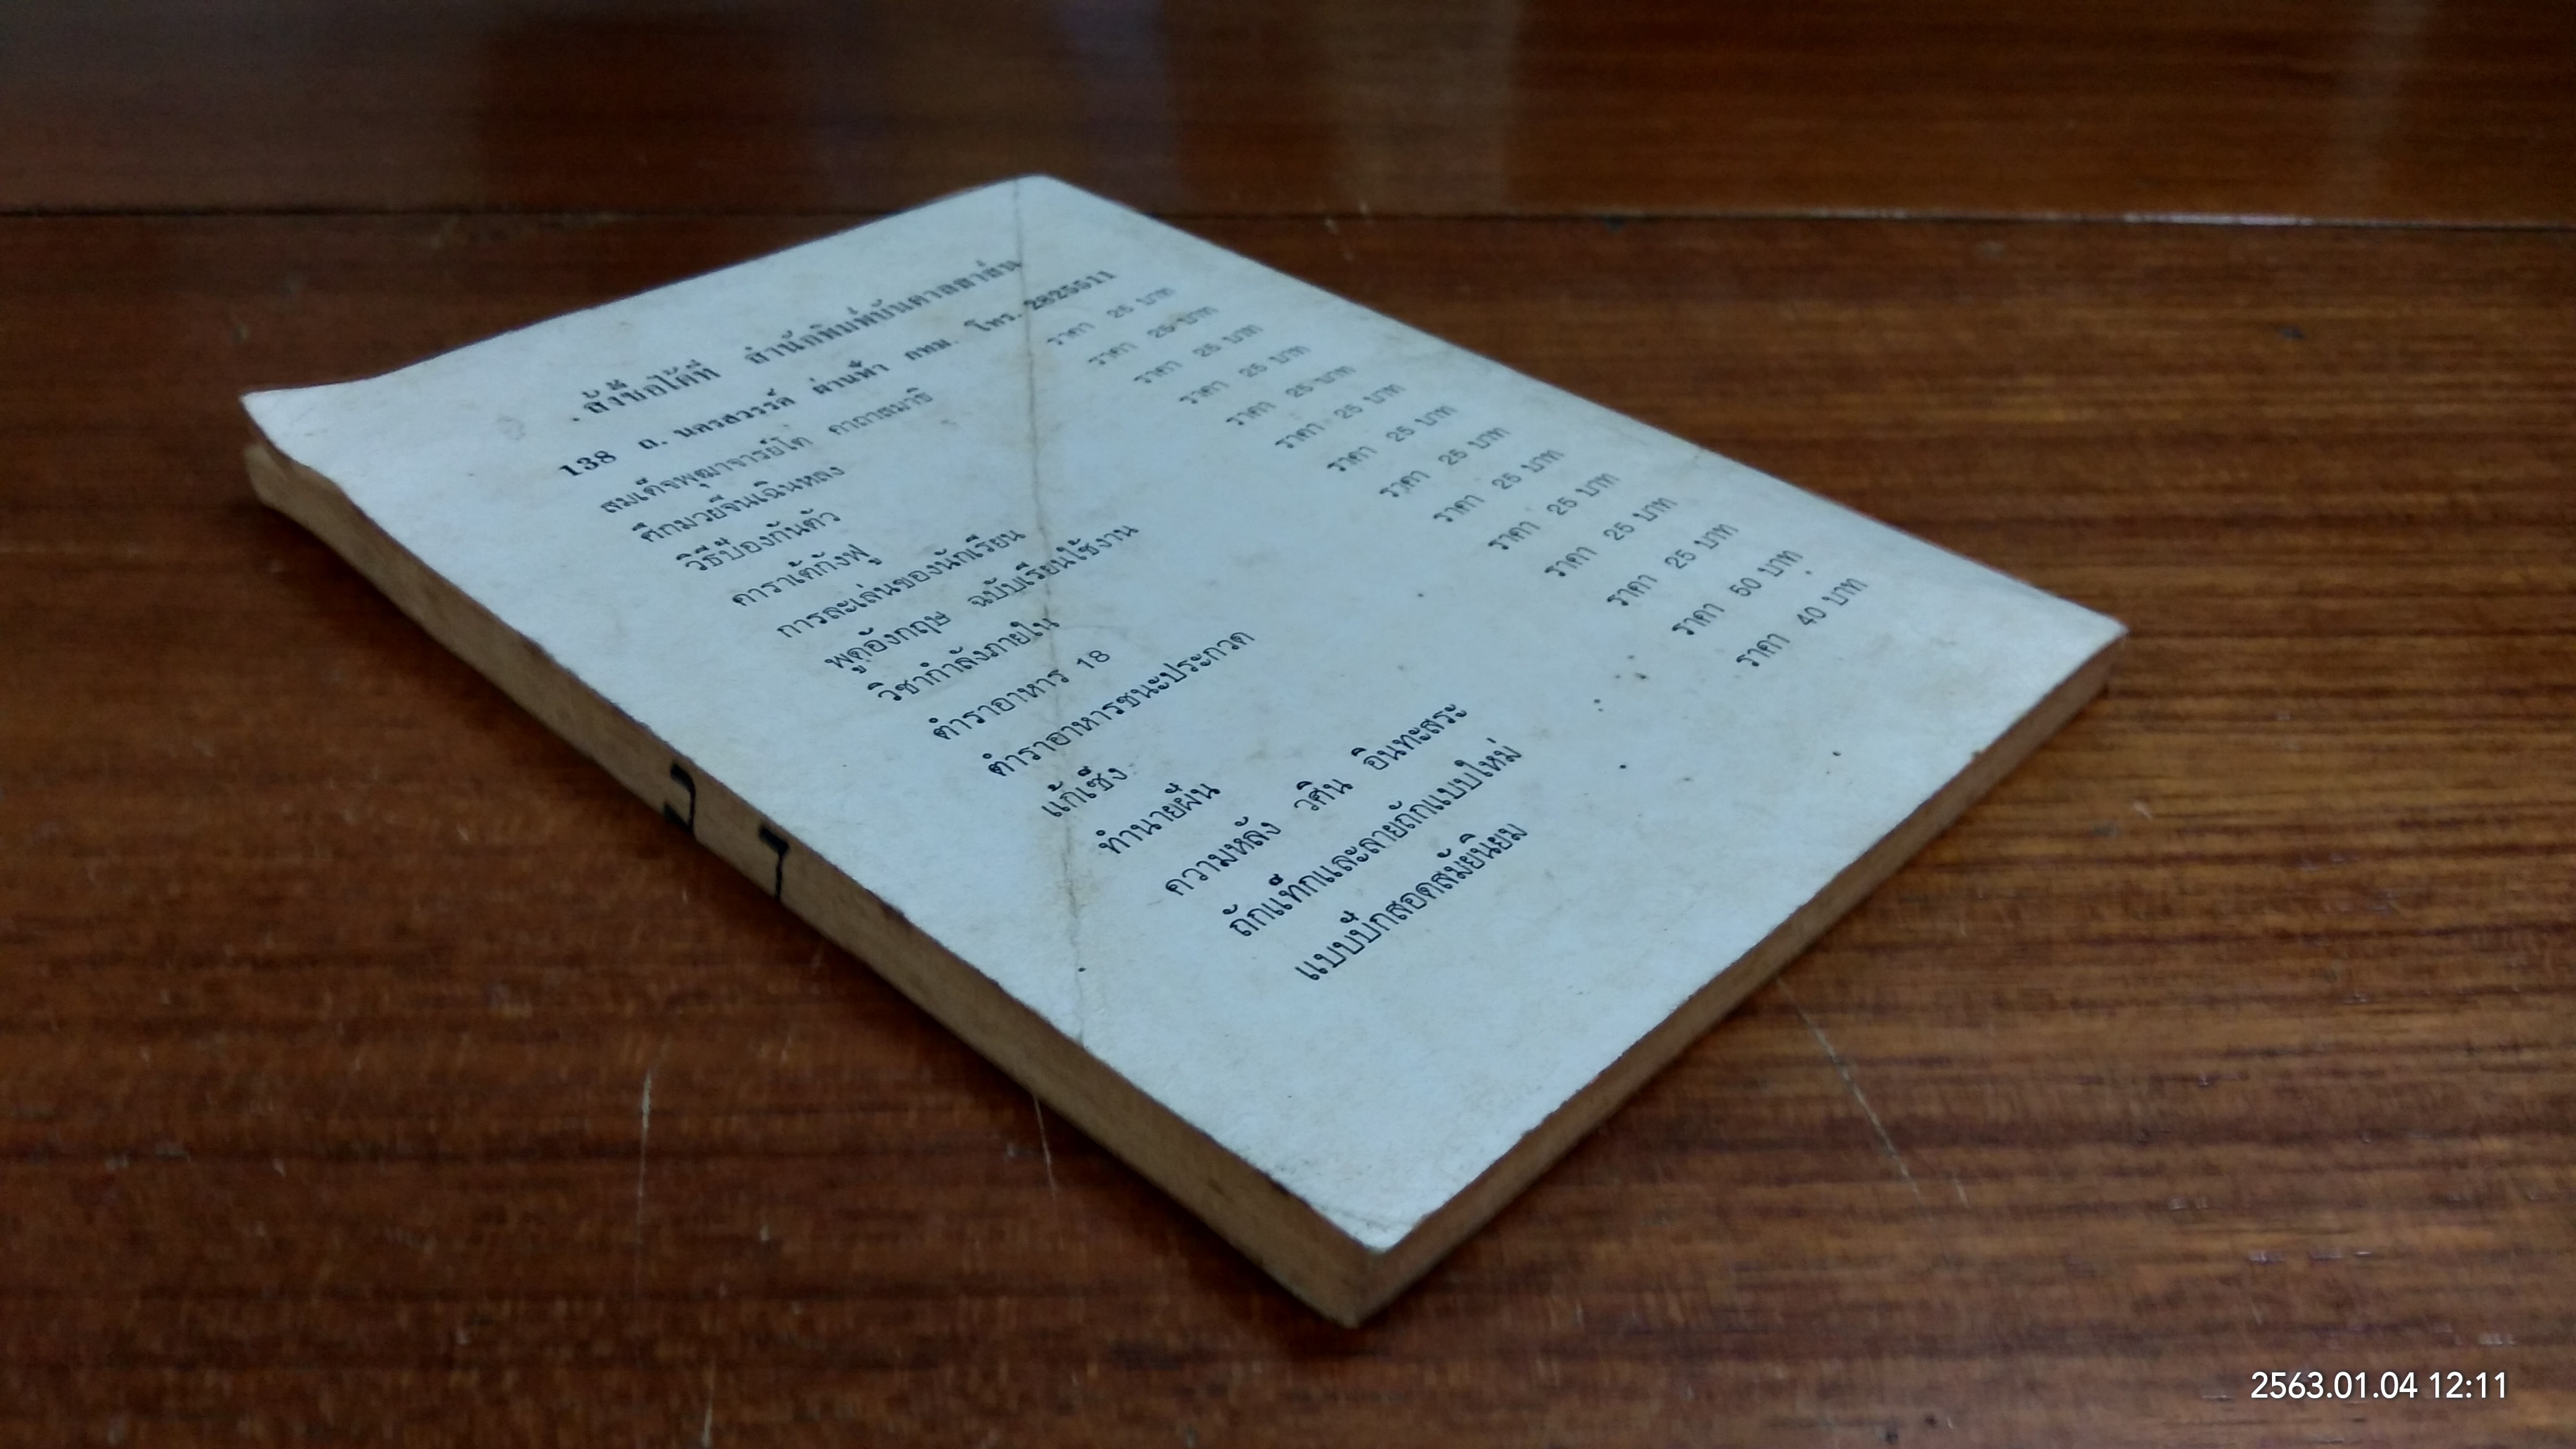 สั่งซื้อได้ที่ สำนักพิมพ์บันดาลสาส์น
138 ถ. นครสวรรค์ ผ่านฟ้า กทม. โทร. 2825511
สมเด็จพุฒาจารย์โต คาถาสมาธิ ราคา 25 บาท
ศึกมวยจีนเฉินหลง ราคา 25 บาท
วิธีป้องกันตัว ราคา 25 บาท
คาราเต้กังฟู ราคา 25 บาท
การละเล่นของนักเรียน ราคา 25 บาท
พูดอังกฤษ ฉบับเรียนใช้งาน ราคา 25 บาท
วิชากำลังภายใน ราคา 25 บาท
ตำราอาหาร 18 ราคา 25 บาท
ตำราอาหารชนะประกวด ราคา 25 บาท
แก้เซ็ง ราคา 25 บาท
ทำนายฝัน ราคา 25 บาท
ความหลัง วศิน อินทะสระ ราคา 25 บาท
ถักแท็กและลายถักแบบใหม่ ราคา 50 บาท
แบบปักสอดสมัยนิยม ราคา 40 บาท
2563.01.04 12:11